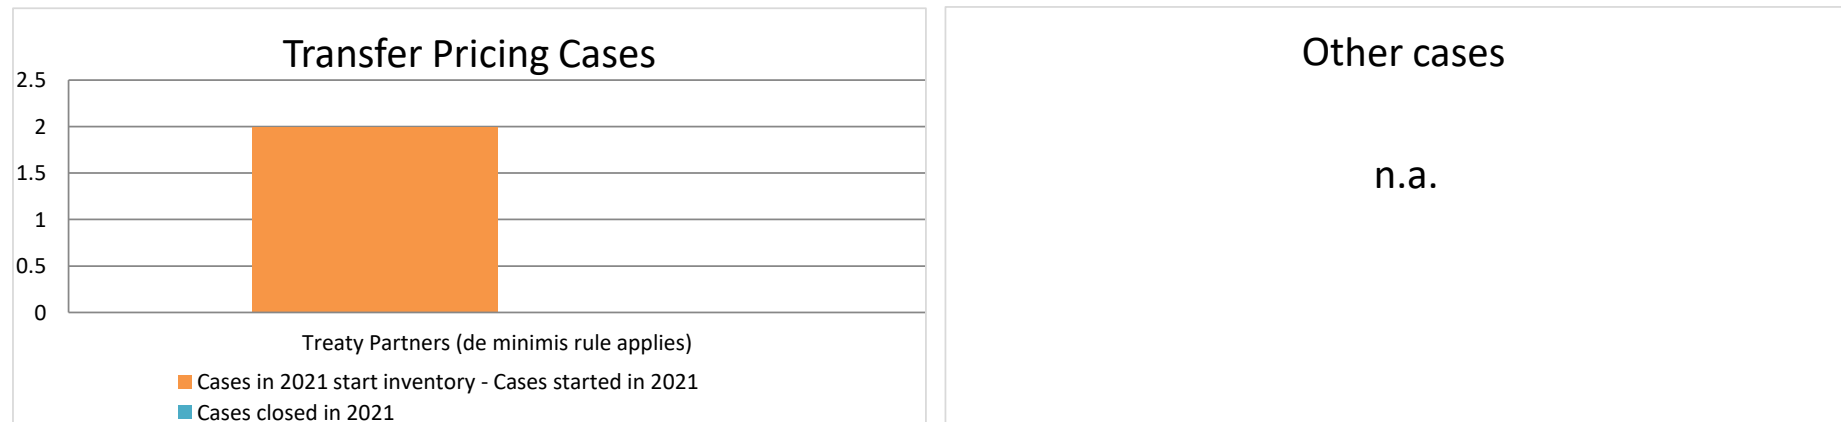 Transfer Pricing Cases
2.5
2
1.5
1
0.5
0
Treaty Partners (de minimis rule applies)
Cases in 2021 start inventory - Cases started in 2021
Cases closed in 2021
Other cases
n.a.